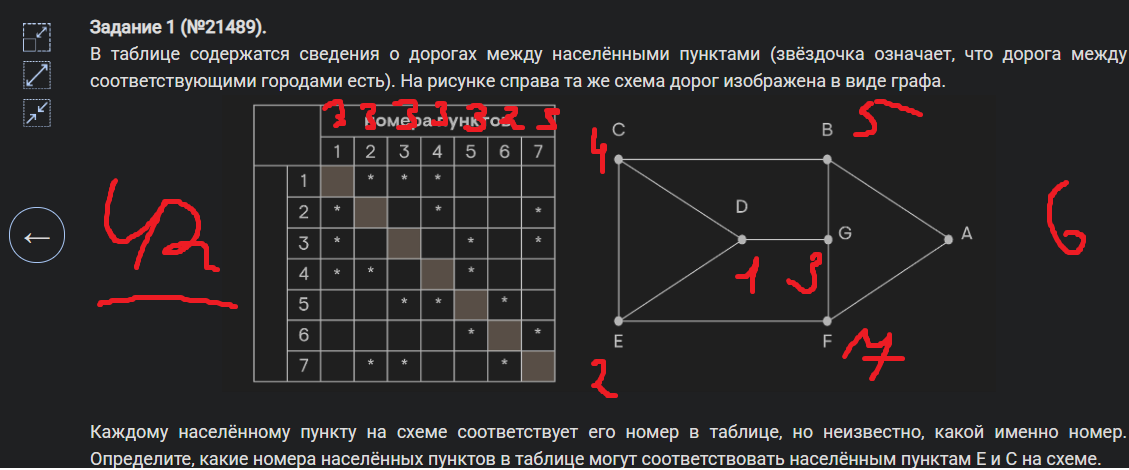 Задание 1 (№21489).
В таблице содержатся сведения о дорогах между населёнными пунктами (звёздочка означает, что дорога между
соответствующими городами есть). На рисунке справа та же схема дорог изображена в виде графа.
номера пунктов
3 3 3 3 3 2 3
1 2 3 4 5 6 7
1 * * *
2 * * *
3 * * *
4 * * *
5 * * *
6 * *
7 * * *
42
C B
4 5
D
G A
1 3 6
E F
2 7
Каждому населённому пункту на схеме соответствует его номер в таблице, но неизвестно, какой именно номер.
Определите, какие номера населённых пунктов в таблице могут соответствовать населённым пунктам E и C на схеме.